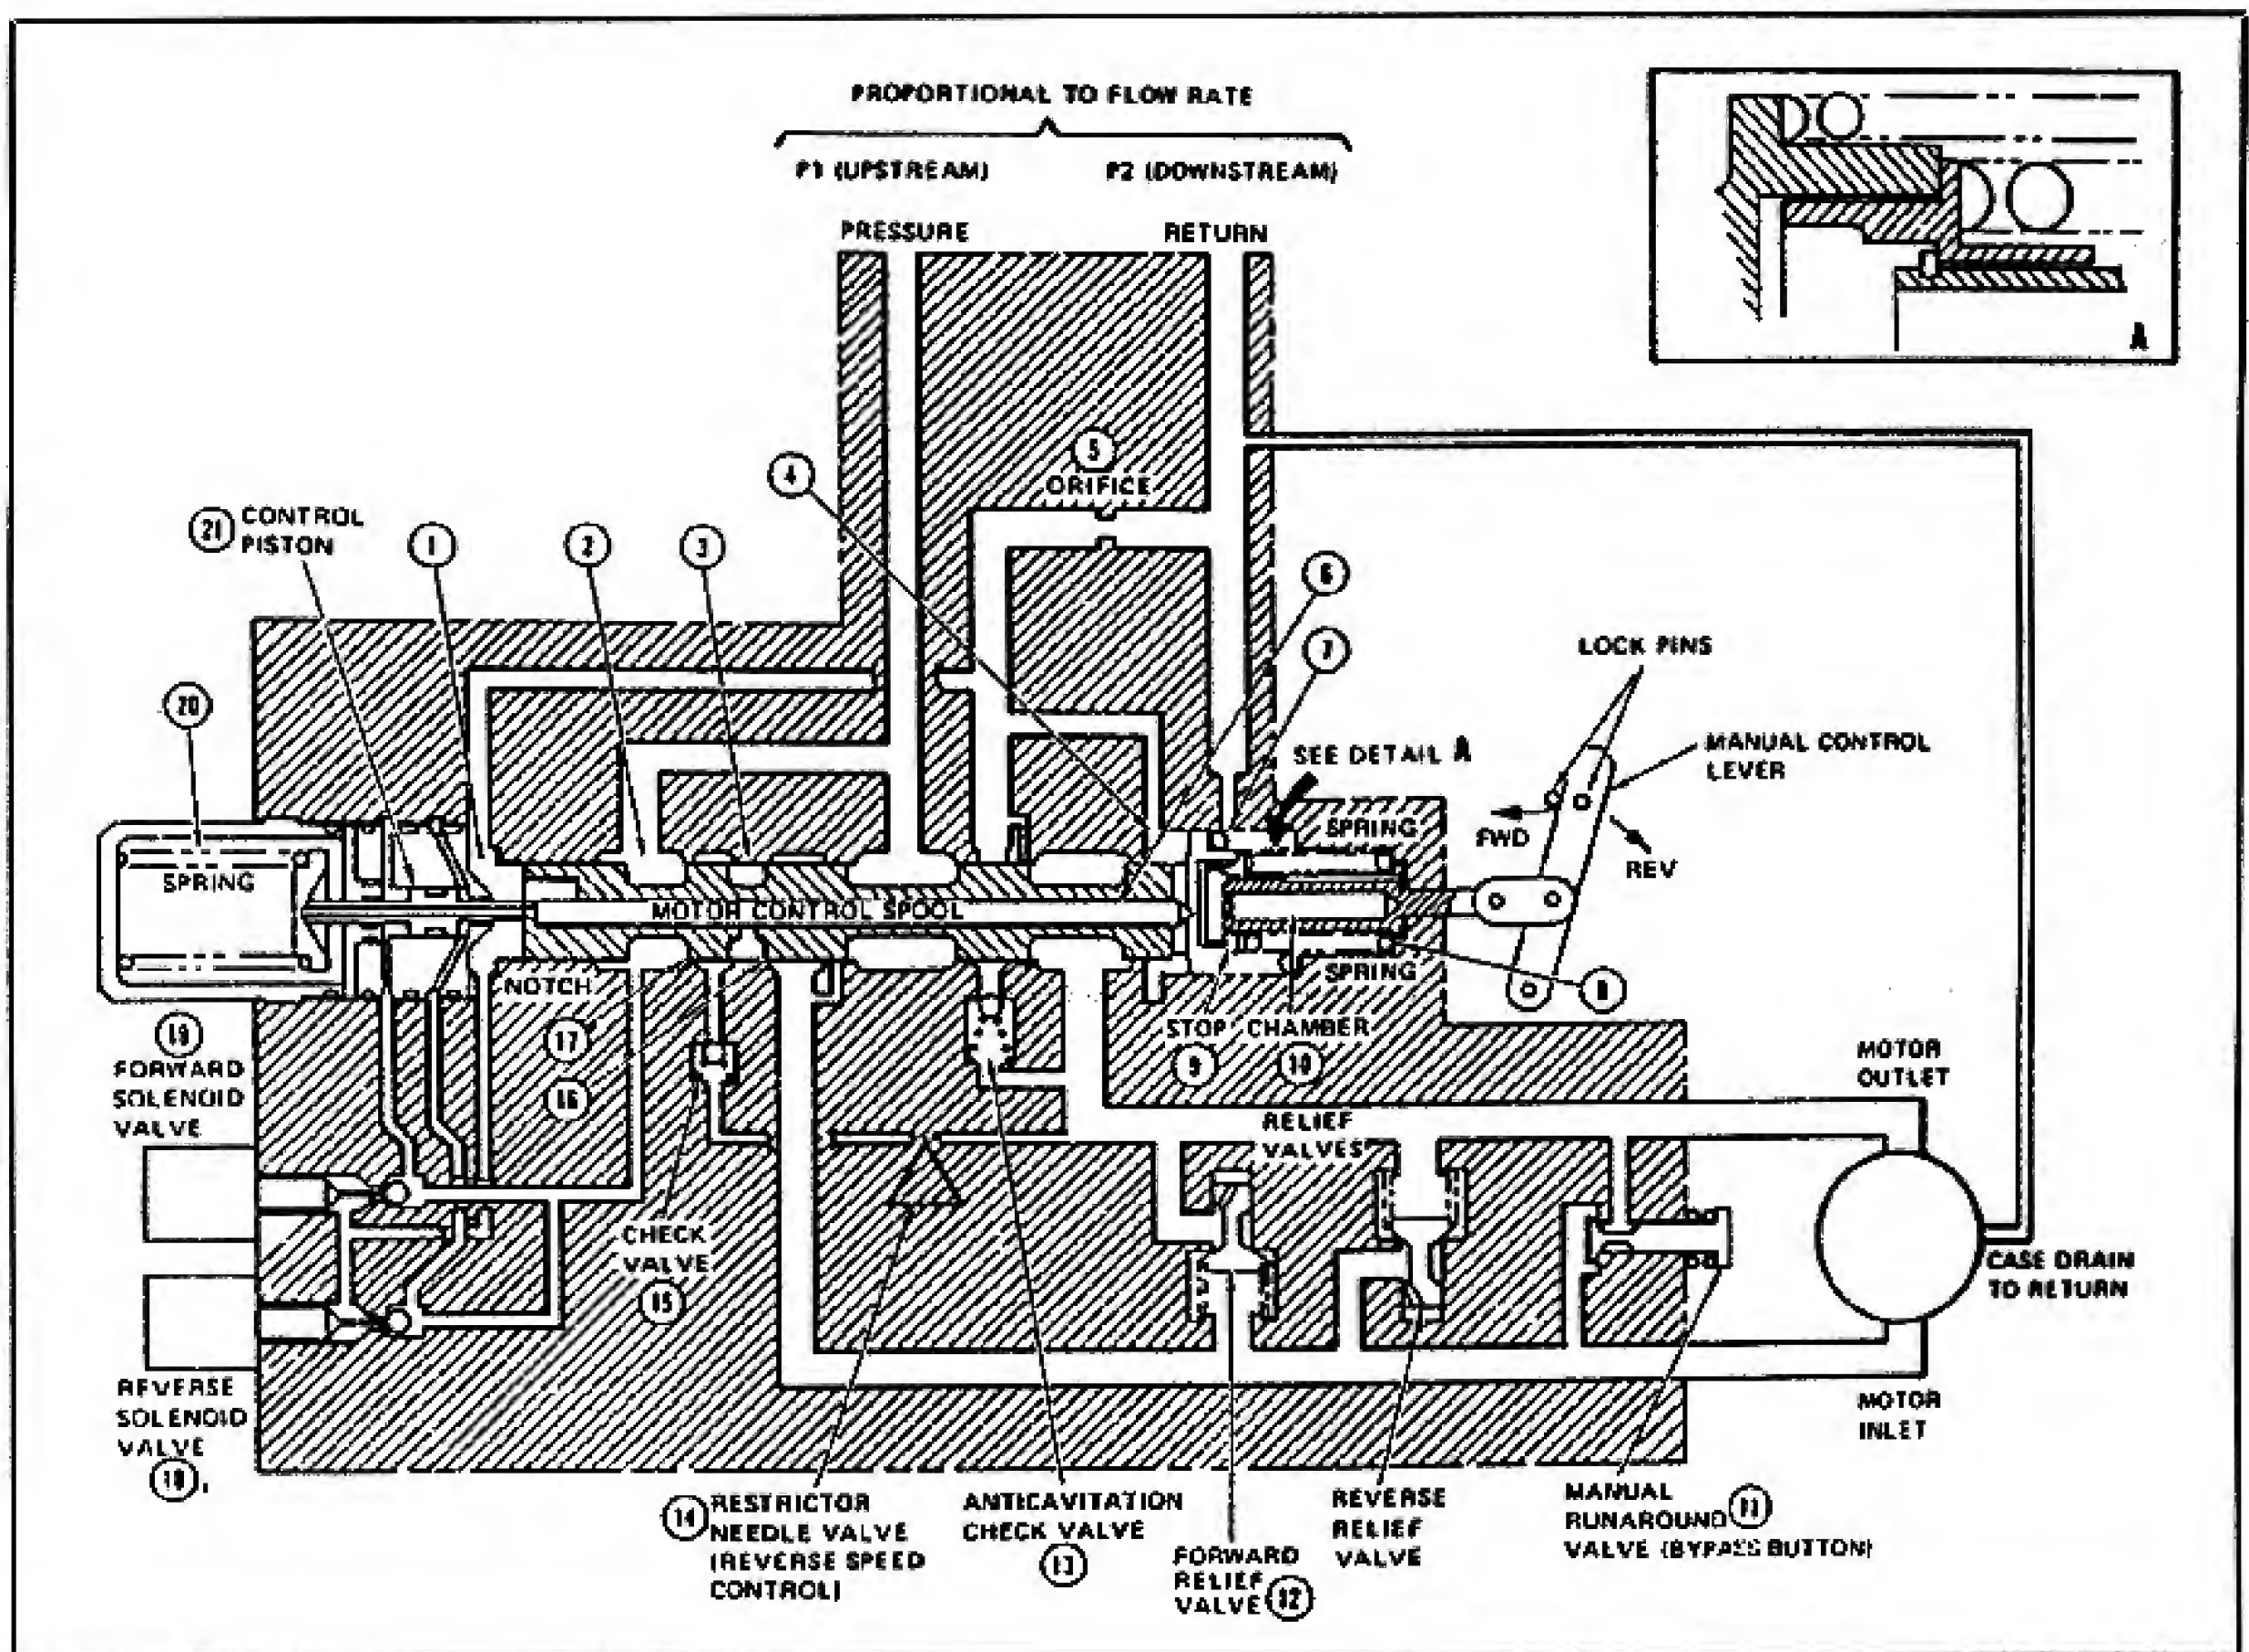 PROPORTIONAL TO FLOW RATE
P1 (UPSTREAM)
P2 (DOWNSTREAM)
PRESSURE
RETURN
A
5
ORIFICE
4
21
CONTROL
PISTON
1
2
3
6
7
LOCK PINS
20
SEE DETAIL A
MANUAL CONTROL
LEVER
SPRING
FWD
REV
SPRING
MOTOR CONTROL SPOOL
SPRING
NOTCH
8
17
16
STOP
CHAMBER
9
10
19
FORWARD
SOLENOID
VALVE
MOTOR
OUTLET
RELIEF
VALVES
CHECK
VALVE
15
CASE DRAIN
TO RETURN
REVERSE
SOLENOID
VALVE
18
MOTOR
INLET
14
RESTRICTOR
NEEDLE VALVE
(REVERSE SPEED
CONTROL)
ANTICAVITATION
CHECK VALVE
13
FORWARD
RELIEF
VALVE
12
REVERSE
RELIEF
VALVE
MANUAL
RUNAROUND 11
VALVE (BYPASS BUTTON)